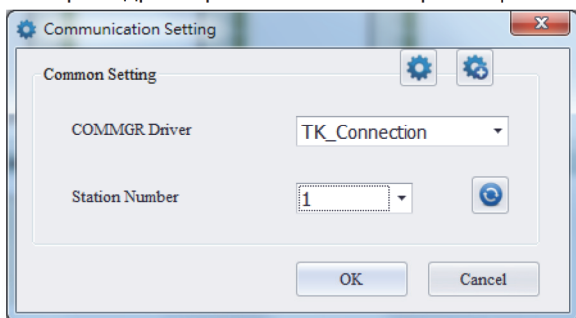 Communication Setting
Common Setting
COMMGR Driver
TK_Connection
Station Number
1
OK
Cancel